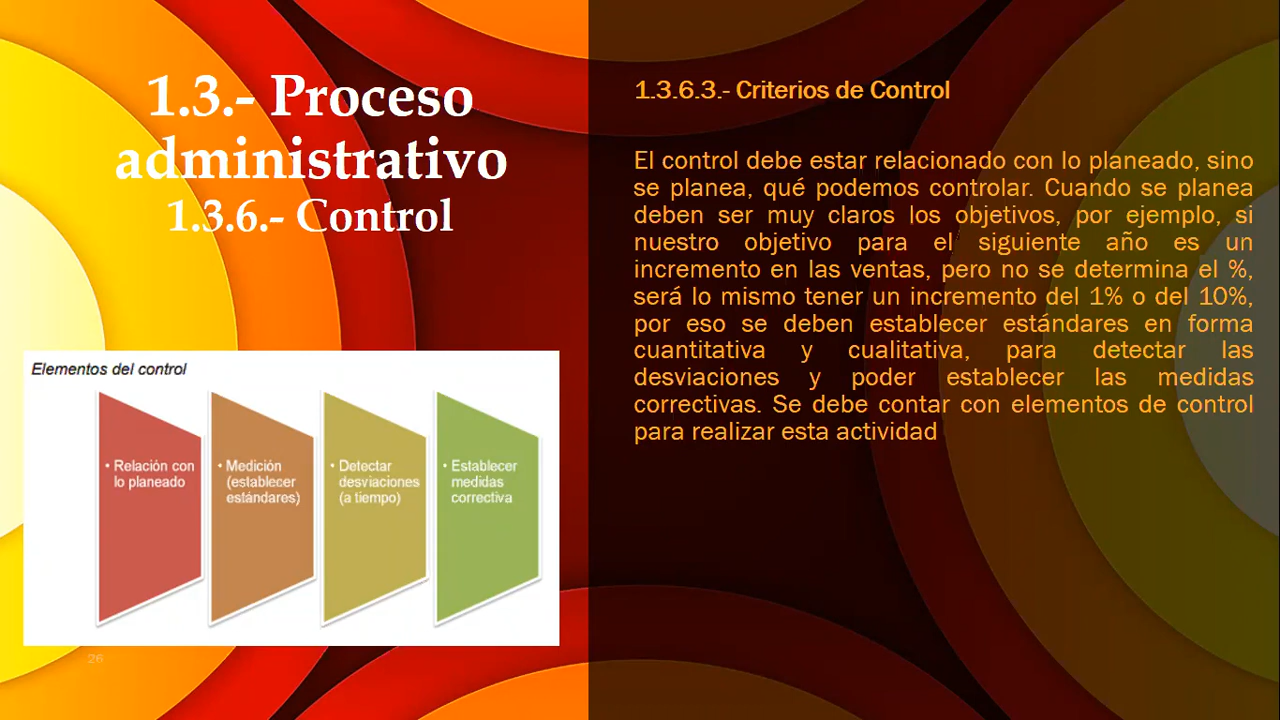 1.3.- Proceso
administrativo
1.3.6.- Control
Elementos del control
• Relación con
lo planeado
• Medición
(establecer
estándares)
• Detectar
desviaciones
(a tiempo)
• Establecer
medidas
correctiva
26
1.3.6.3.- Criterios de Control
El control debe estar relacionado con lo planeado, sino
se planea, qué podemos controlar. Cuando se planea
deben ser muy claros los objetivos, por ejemplo, si
nuestro objetivo para el siguiente año es un
incremento en las ventas, pero no se determina el %,
será lo mismo tener un incremento del 1% o del 10%,
por eso se deben establecer estándares en forma
cuantitativa y cualitativa, para detectar las
desviaciones y poder establecer las medidas
correctivas. Se debe contar con elementos de control
para realizar esta actividad